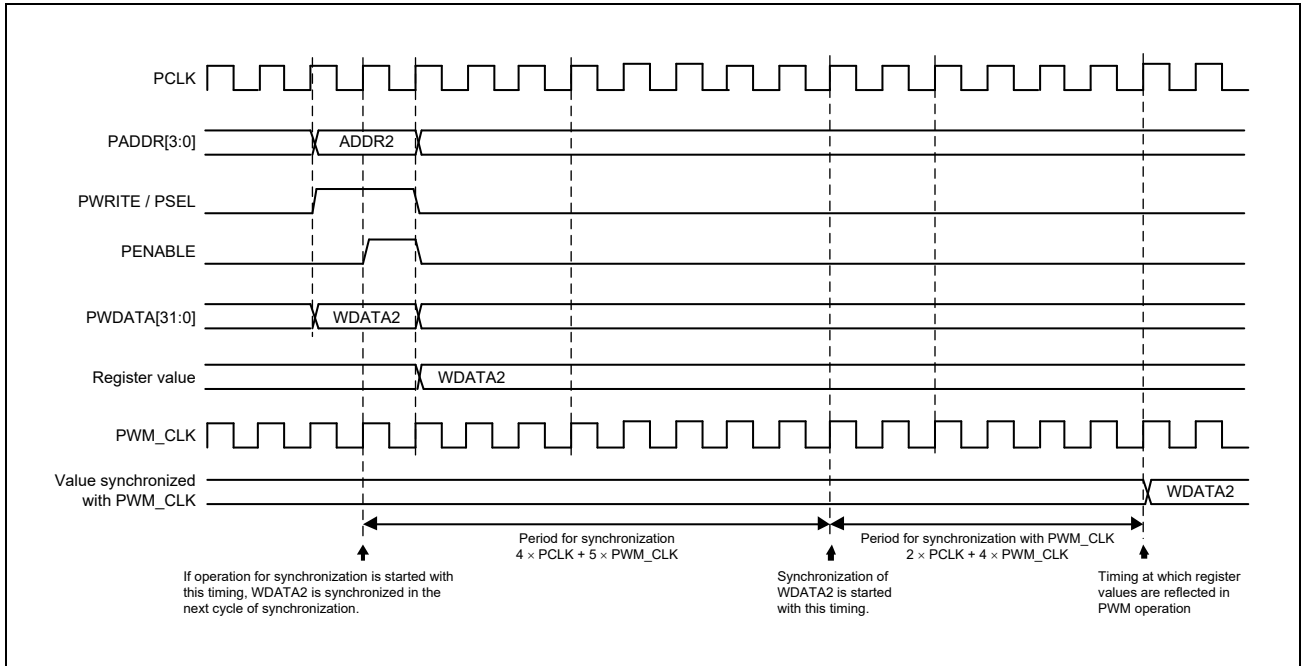 PCLK
PADDR[3:0]
ADDR2
PWRITE / PSEL
PENABLE
PWDATA[31:0]
WDATA2
Register value
WDATA2
PWM_CLK
Value synchronized
with PWM_CLK
WDATA2
Period for synchronization
4 × PCLK + 5 × PWM_CLK
Period for synchronization with PWM_CLK
2 × PCLK + 4 × PWM_CLK
If operation for synchronization is started with
this timing, WDATA2 is synchronized in the
next cycle of synchronization.
Synchronization of
WDATA2 is started
with this timing.
Timing at which register
values are reflected in
PWM operation